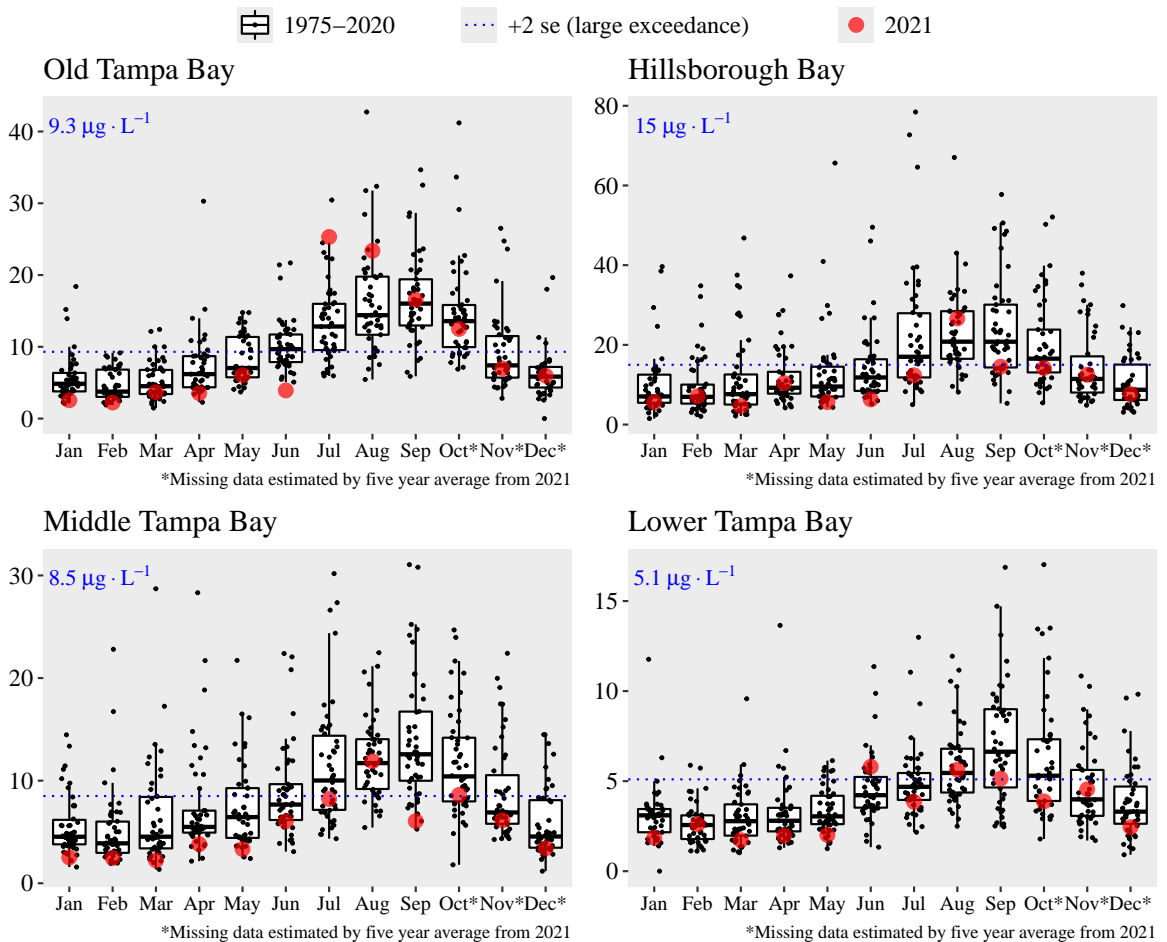 1975–2020 +2 se (large exceedance) 2021
Old Tampa Bay
9.3 μg · L⁻¹
40
30
20
10
0
Jan Feb Mar Apr May Jun Jul Aug Sep Oct* Nov* Dec*
*Missing data estimated by five year average from 2021
Hillsborough Bay
15 μg · L⁻¹
80
60
40
20
0
Jan Feb Mar Apr May Jun Jul Aug Sep Oct* Nov* Dec*
*Missing data estimated by five year average from 2021
Middle Tampa Bay
8.5 μg · L⁻¹
30
20
10
0
Jan Feb Mar Apr May Jun Jul Aug Sep Oct* Nov* Dec*
*Missing data estimated by five year average from 2021
Lower Tampa Bay
5.1 μg · L⁻¹
15
10
5
0
Jan Feb Mar Apr May Jun Jul Aug Sep Oct* Nov* Dec*
*Missing data estimated by five year average from 2021